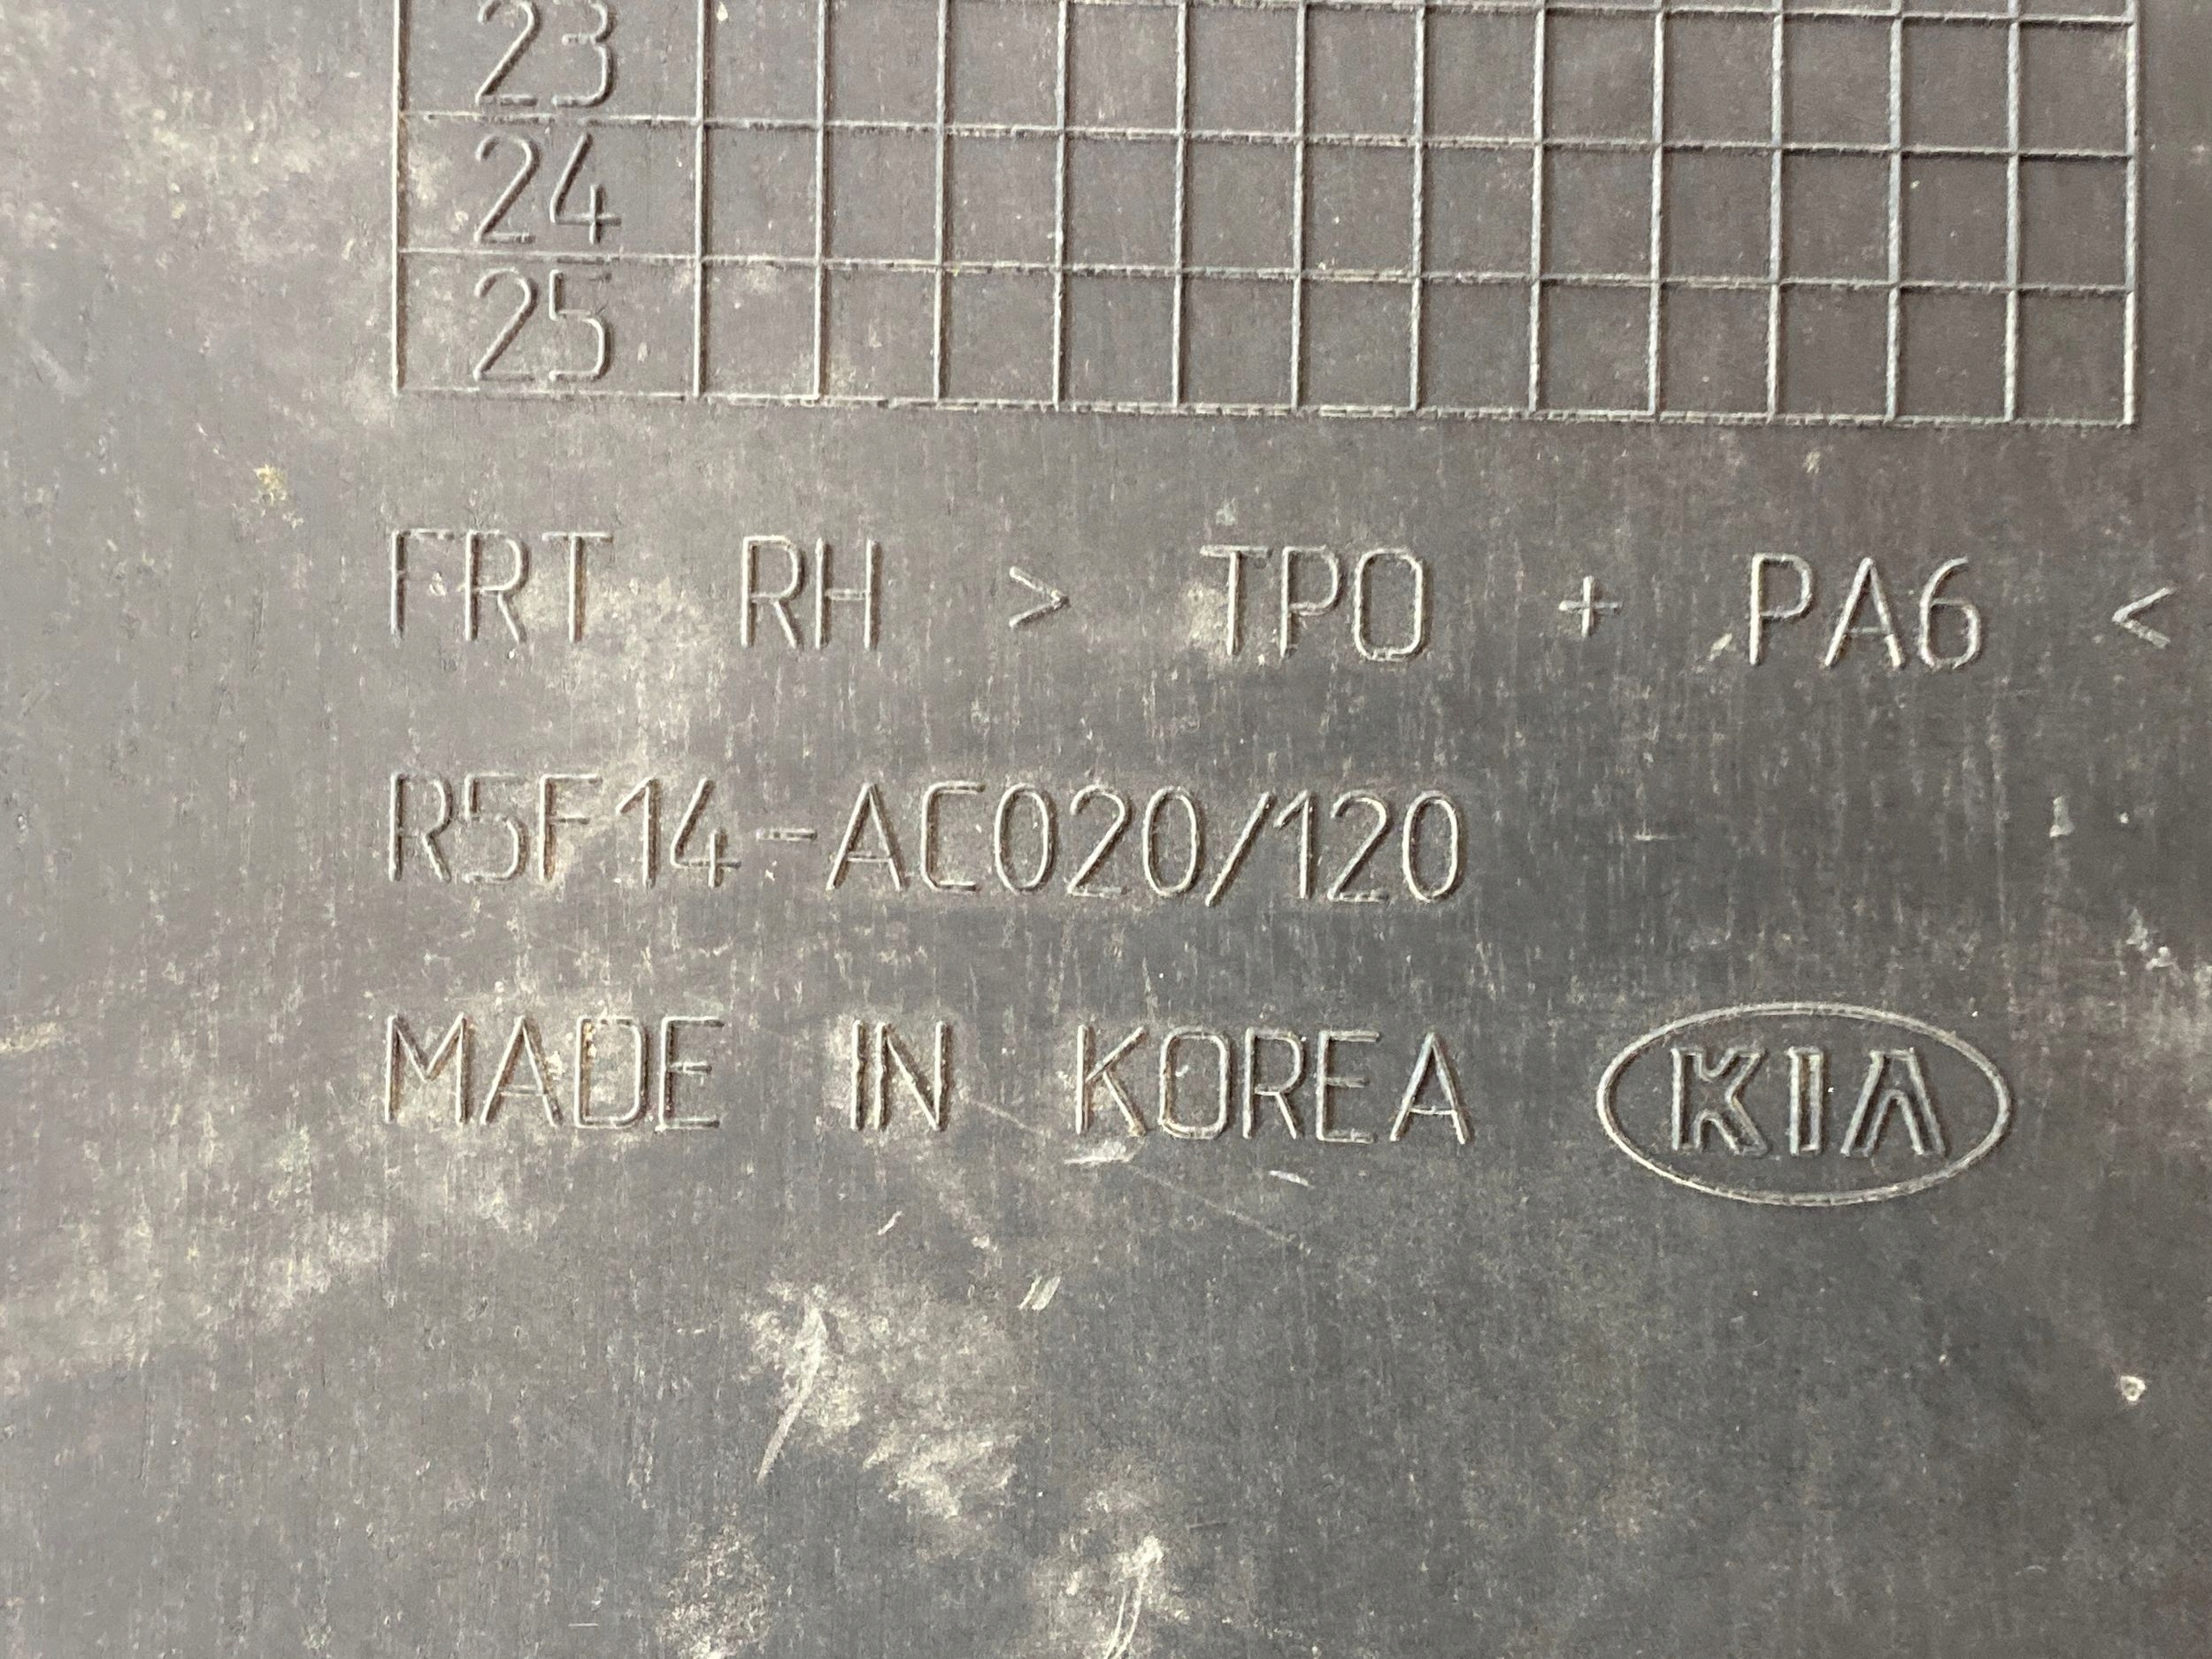 23
24
25
FRT RH > TPO + PA6 <
R5F14-AC020/120
MADE IN KOREA KIA